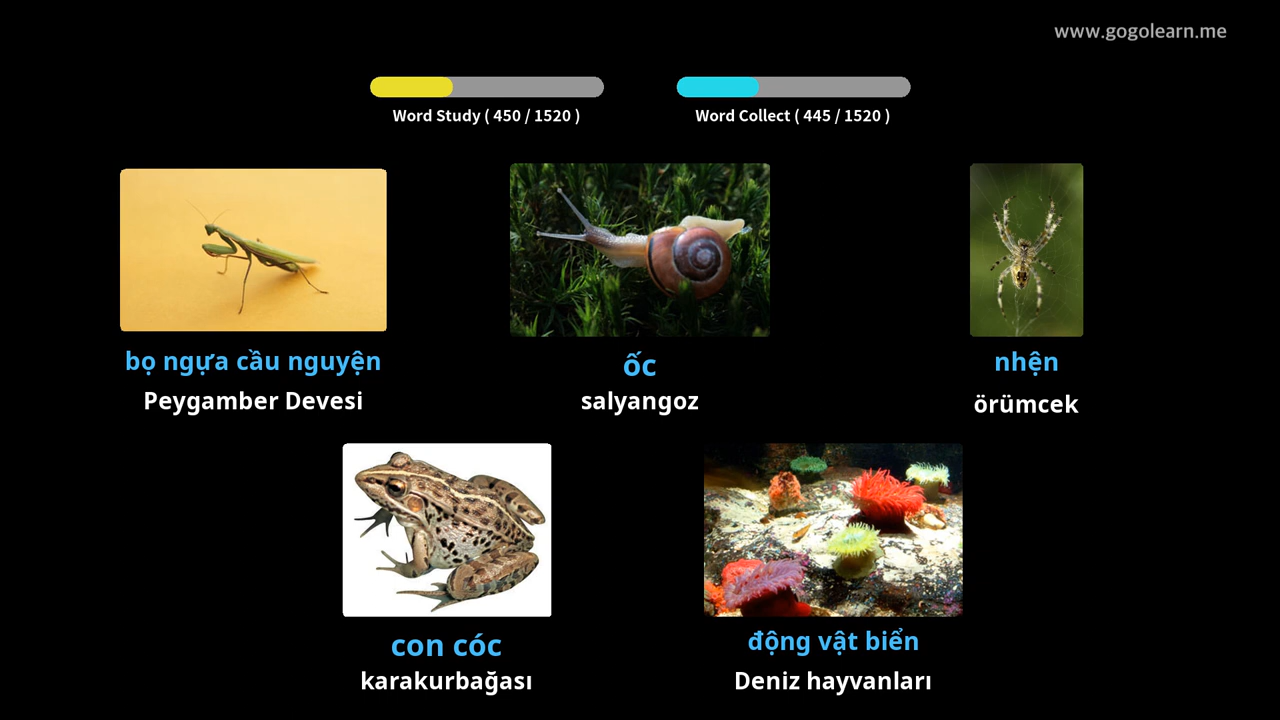 www.gogolearn.me
Word Study ( 450 / 1520 )
Word Collect ( 445 / 1520 )
bọ ngựa cầu nguyện
Peygamber Devesi
ốc
salyangoz
nhện
örümcek
con cóc
karakurbağası
động vật biển
Deniz hayvanları